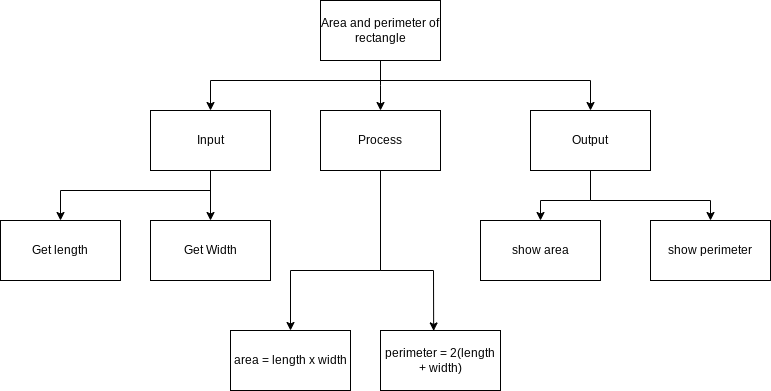 Area and perimeter of
rectangle
Input
Process
Output
Get length
Get Width
show area
show perimeter
area = length x width
perimeter = 2(length
+ width)